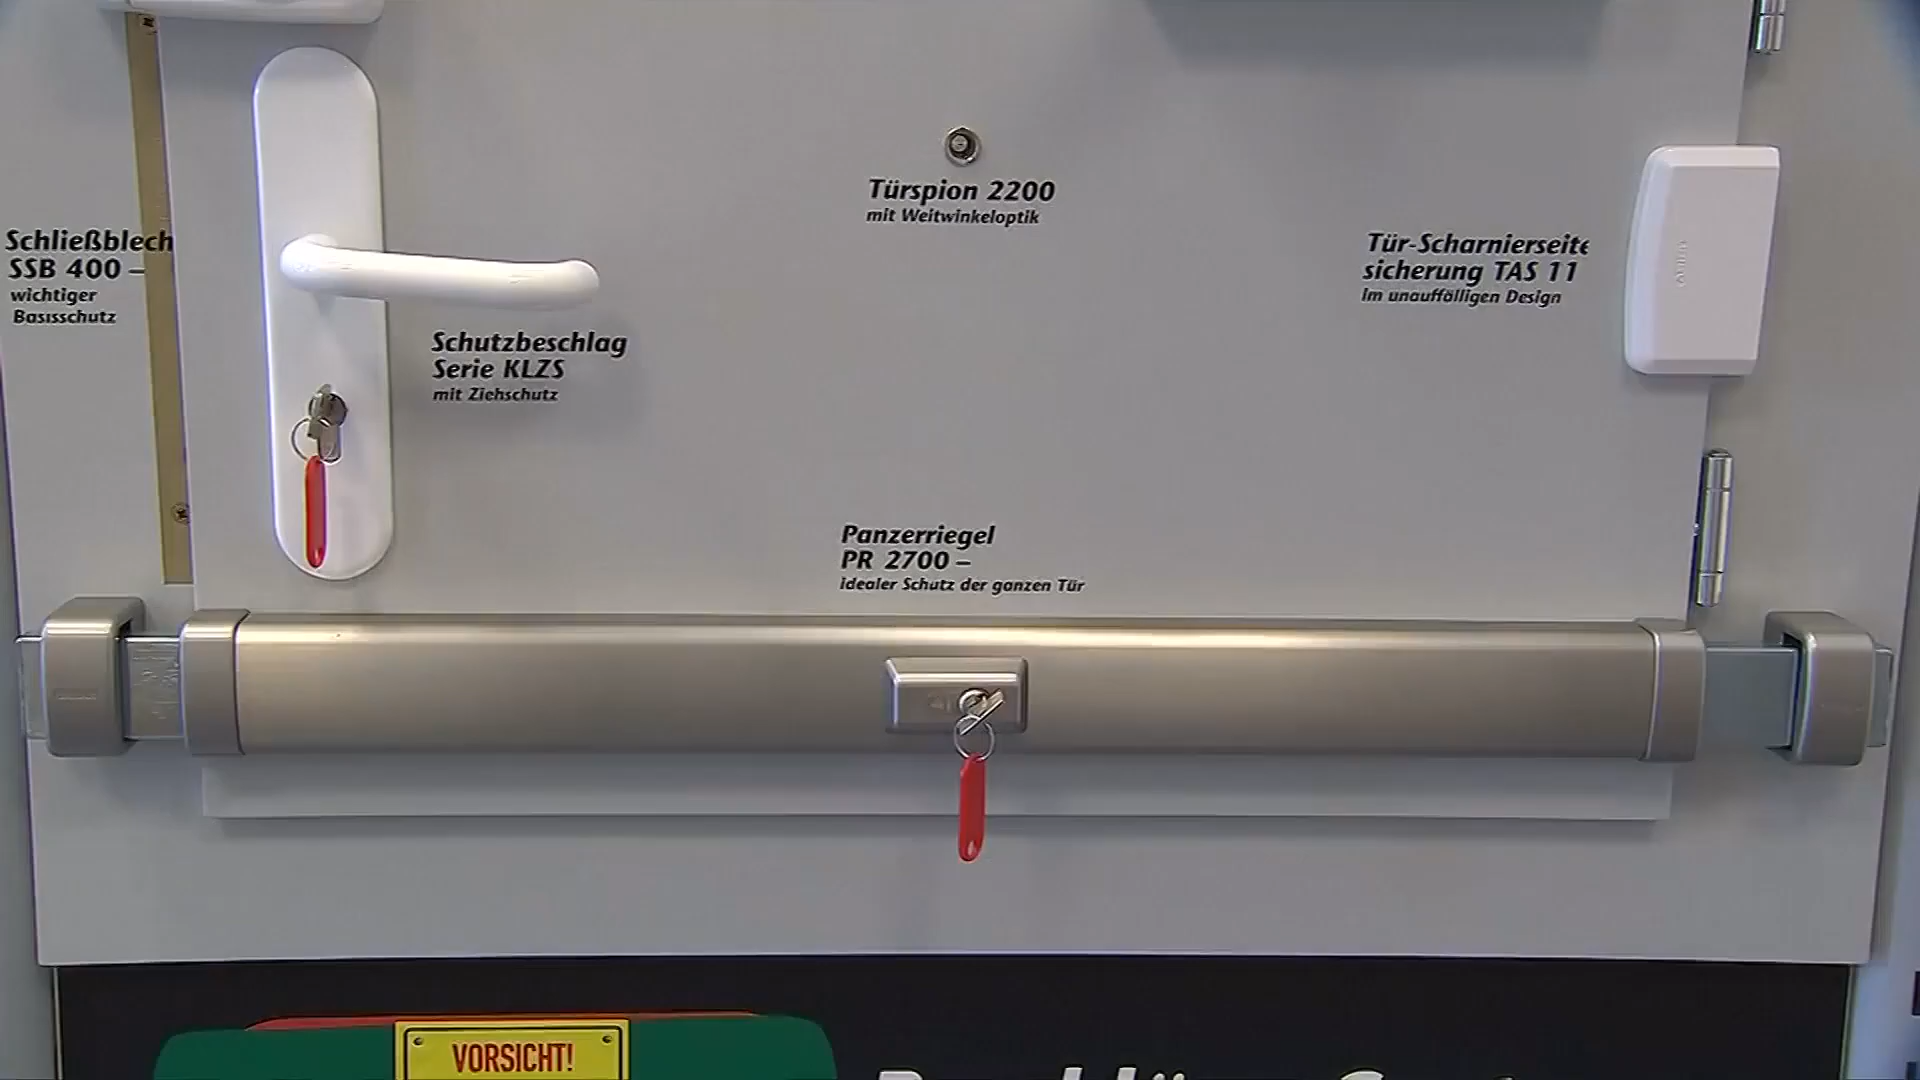 Türspion 2200
mit Weitwinkeloptik
Schließblech
SSB 400 –
wichtiger
Basisschutz
Tür-Scharnierseite
sicherung TAS 11
im unauffälligen Design
Schutzbeschlag
Serie KLZS
mit Ziehschutz
Panzerriegel
PR 2700 –
idealer Schutz der ganzen Tür
VORSICHT!